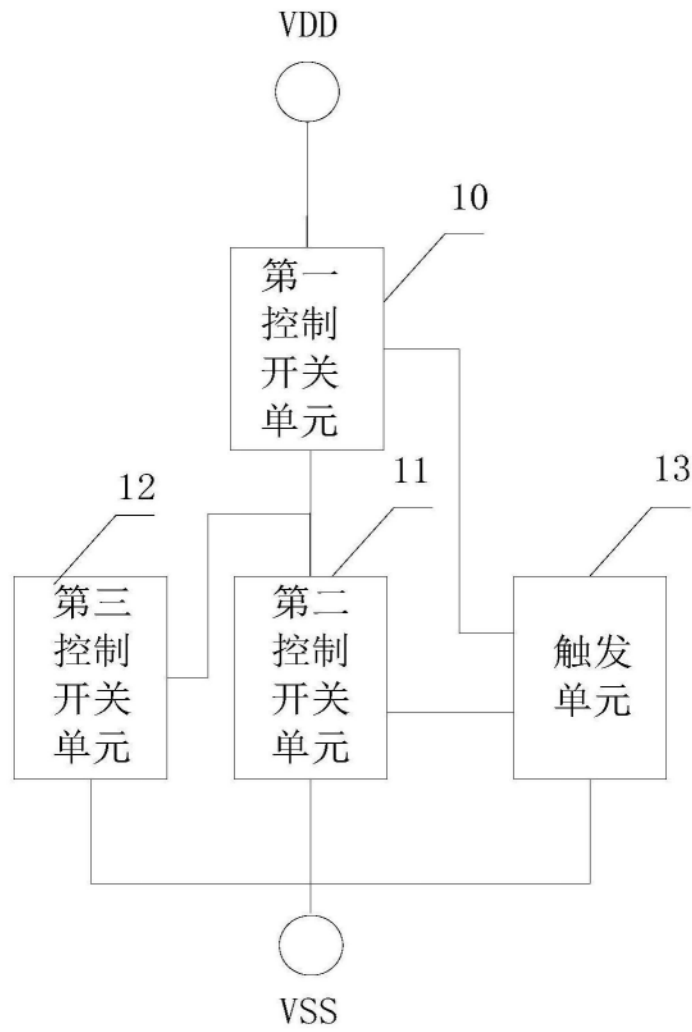 VDD
10
第一
控制
开关
单元
12
11
13
第三
控制
开关
单元
第二
控制
开关
单元
触发
单元
VSS